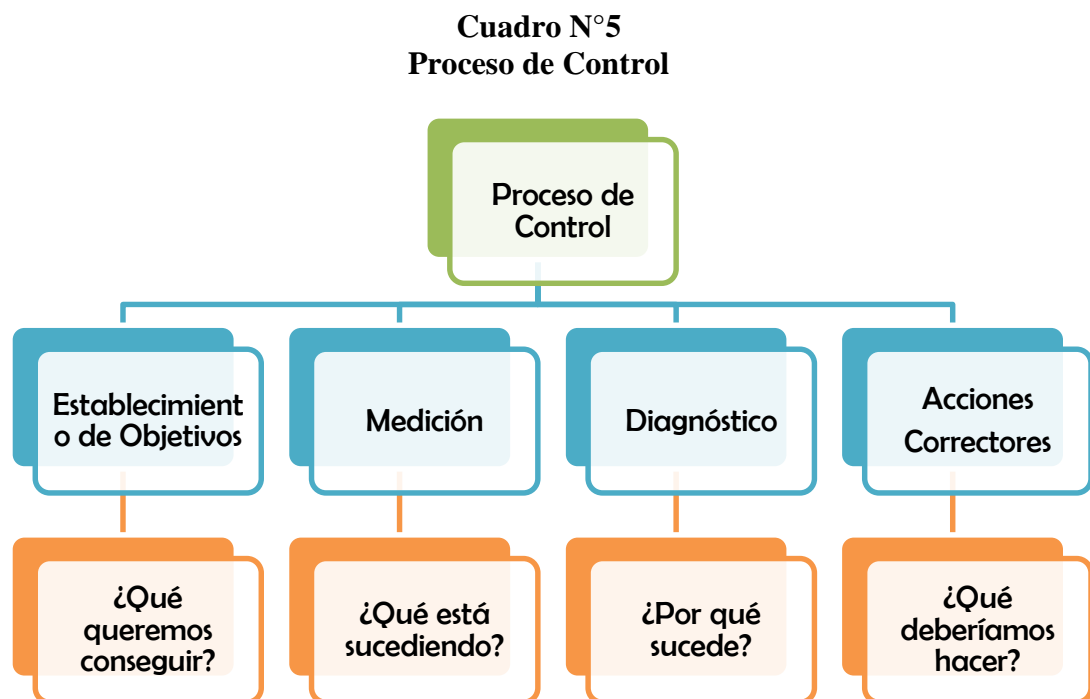 Cuadro N°5
Proceso de Control
Proceso de
Control
Establecimient
o de Objetivos
Medición
Diagnóstico
Acciones
Correctores
¿Qué
queremos
conseguir?
¿Qué está
sucediendo?
¿Por qué
sucede?
¿Qué
deberíamos
hacer?